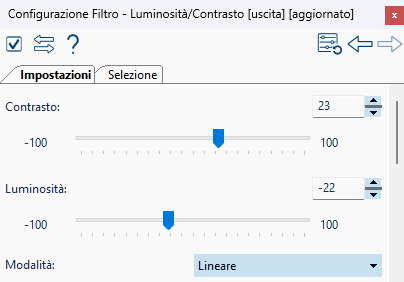 Configurazione Filtro - Luminosità/Contrasto [uscita] [aggiornato]
Impostazioni Selezione
Contrasto: 23
-100 100
Luminosità: -22
-100 100
Modalità: Lineare